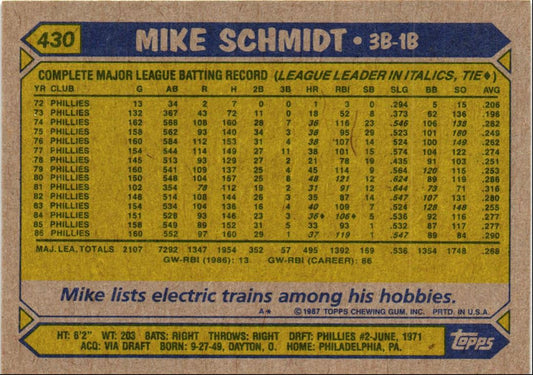 430
MIKE SCHMIDT • 3B-1B
COMPLETE MAJOR LEAGUE BATTING RECORD (LEAGUE LEADER IN ITALICS, TIE♦)
YR CLUB G AB R H 2B 3B HR RBI SB SLG BB SO AVG
72 PHILLIES 13 34 2 7 0 0 1 3 0 .294 5 15 .206
73 PHILLIES 132 367 43 72 11 0 18 52 8 .373 62 136 .196
74 PHILLIES 162 568 108 160 28 7 36 116 23 .546 106 138 .282
75 PHILLIES 158 562 93 140 34 3 38 95 29 .523 101 180 .249
76 PHILLIES 160 584 112 153 31 4 38 107 14 .524 100 149 .262
77 PHILLIES 154 544 114 149 27 11 38 101 15 .574 104 122 .274
78 PHILLIES 145 513 93 129 27 2 21 78 19 .435 91 103 .251
79 PHILLIES 160 541 109 137 25 4 45 114 9 .564 120 115 .253
80 PHILLIES 150 548 104 157 25 8 48 121 12 .624 89 119 .286
81 PHILLIES 102 354 78 112 19 2 31 91 12 .644 73 71 .316
82 PHILLIES 148 514 108 144 26 3 35 87 14 .547 107 131 .280
83 PHILLIES 154 534 104 136 16 4 40 109 7 .524 128 148 .255
84 PHILLIES 151 528 93 146 23 3 36♦ 106♦ 5 .536 92 116 .277
85 PHILLIES 158 549 89 152 31 5 33 93 1 .532 87 117 .277
86 PHILLIES 160 552 97 160 29 1 37 119 1 .547 89 84 .290
MAJ. LEA. TOTALS 2107 7292 1347 1954 352 57 495 1392 169 .536 1354 1748 .268
GW-RBI (1986): 13 GW-RBI (CAREER): 86
Mike lists electric trains among his hobbies.
A* ©1987 TOPPS CHEWING GUM, INC. PRTD. IN U.S.A.
HT: 6'2" WT: 203 BATS: RIGHT THROWS: RIGHT DRFT: PHILLIES #2-JUNE, 1971
ACQ: VIA DRAFT BORN: 9-27-49, DAYTON, O. HOME: PHILADELPHIA, PA.
topps